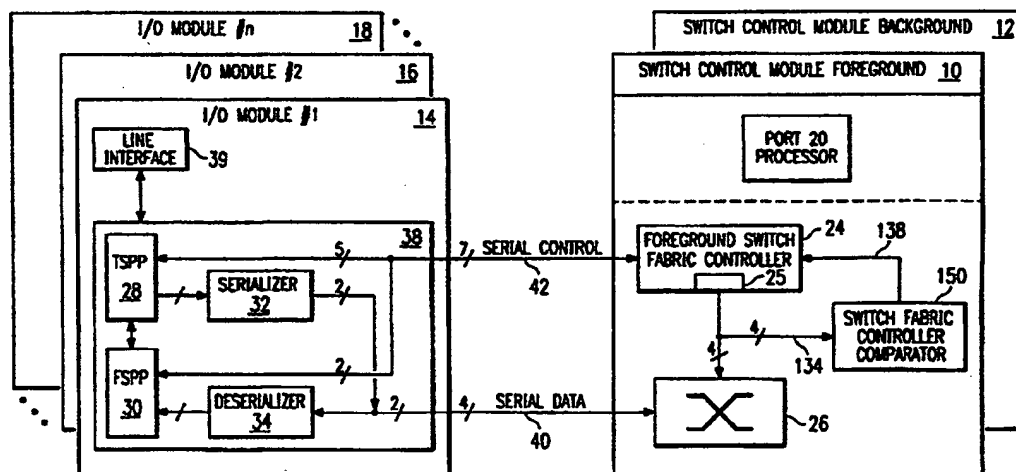 I/O MODULE #n 18
I/O MODULE #2 16
I/O MODULE #1 14
LINE
INTERFACE
39
38
TSPP
28
5
SERIALIZER
32
2
FSPP
30
2
DESERIALIZER
34
2
7 SERIAL CONTROL
42
4 SERIAL DATA
40
SWITCH CONTROL MODULE BACKGROUND 12
SWITCH CONTROL MODULE FOREGROUND 10
PORT 20
PROCESSOR
24
FOREGROUND SWITCH
FABRIC CONTROLLER
25
138
150
SWITCH FABRIC
CONTROLLER
COMPARATOR
4
134
4
26